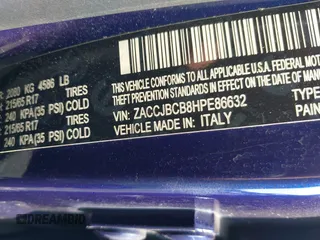 2080 KG 4586 LB
215/65 R17 TIRES
240 KPA(35 PSI) COLD
215/65 R17 TIRES
240 KPA(35 PSI) COLD
THIS VEHICLE CONFORMS TO ALL APPLICABLE U.S.A. FEDERAL
THEFT PREVENTION STANDARDS IN EFFECT ON THE DATE OF
VIN: ZACCJBCB8HPE86632 TYPE
VEHICLE MADE IN: ITALY PAIN
DREAMBID